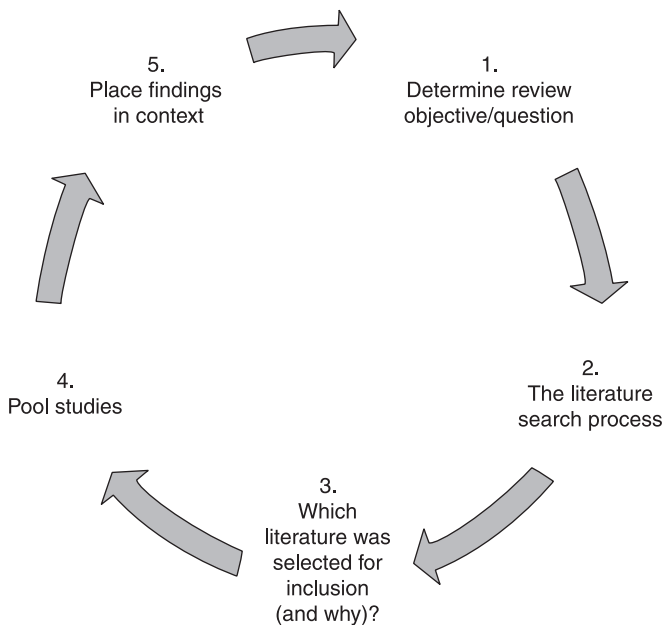 1.
Determine review
objective/question
2.
The literature
search process
3.
Which
literature was
selected for
inclusion
(and why)?
4.
Pool studies
5.
Place findings
in context